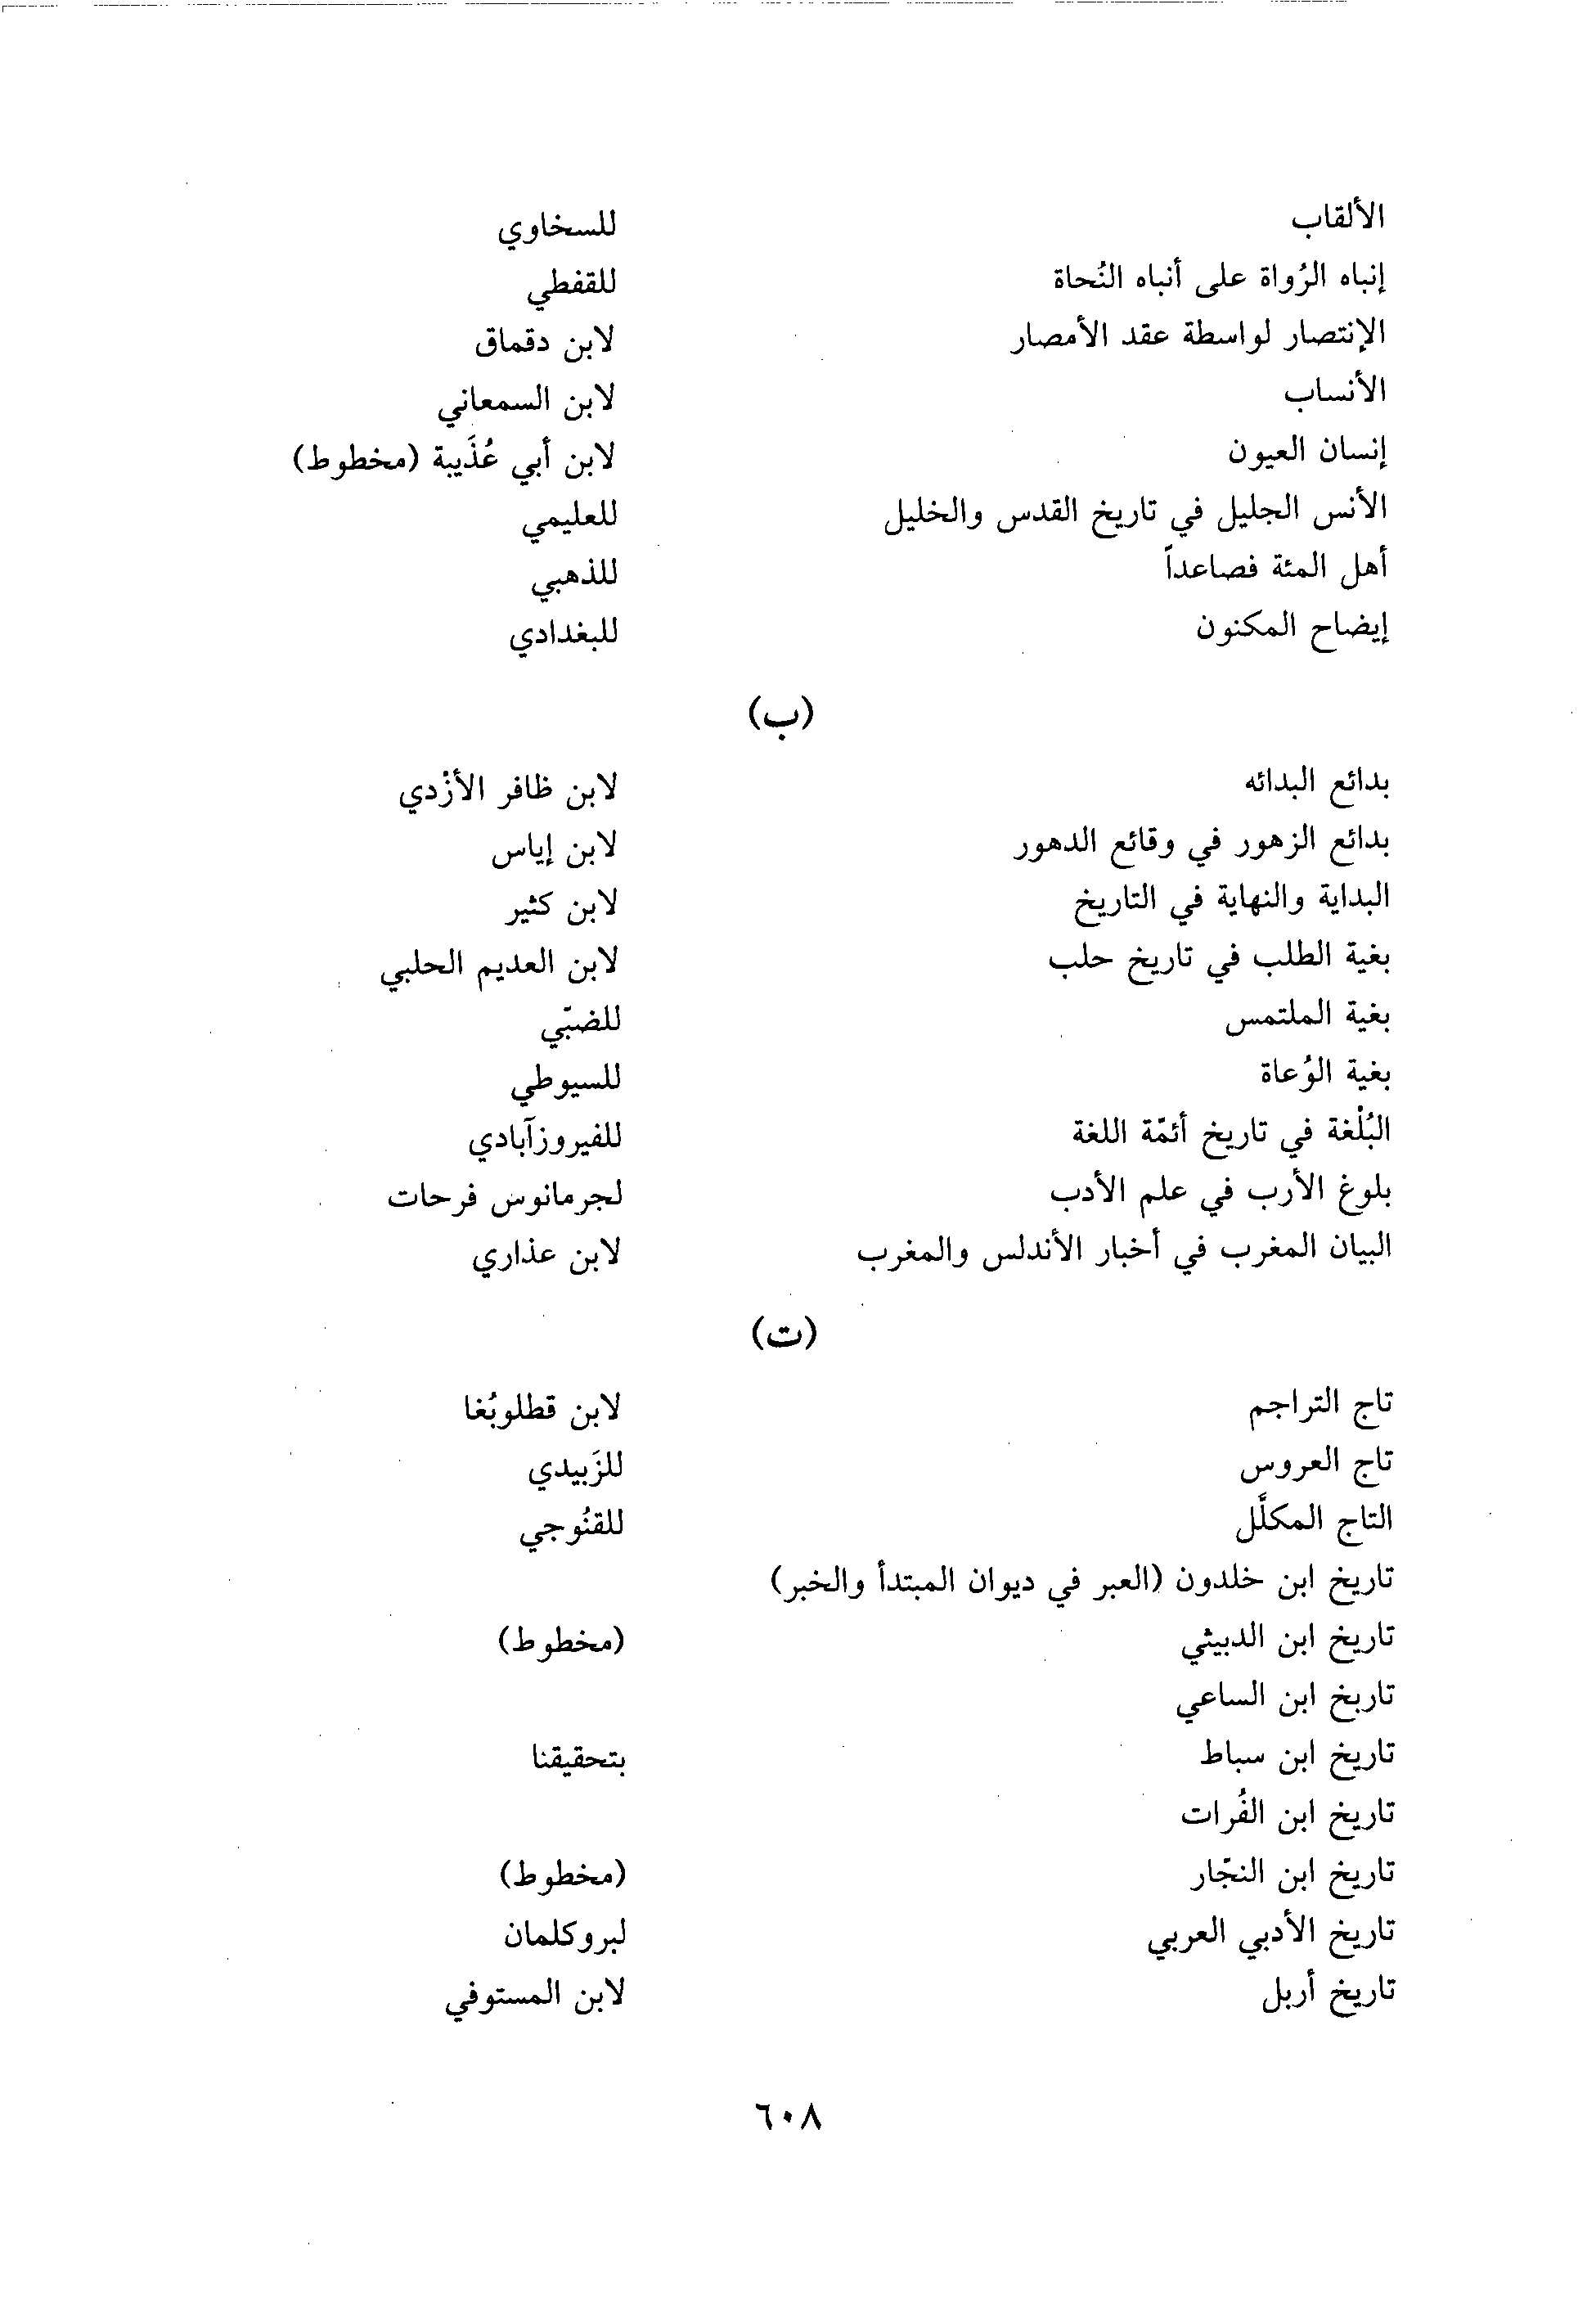 الألقاب للسخاوي
إنباه الرُواة على أنباه النُحاة للقفطي
الإنتصار لواسطة عقد الأمصار لابن دقماق
الأنساب لابن السمعاني
إنسان العيون لابن أبي عُذَيبة (مخطوط)
الأنس الجليل في تاريخ القدس والخليل للعليمي
أهل المئة فصاعداً للذهبي
إيضاح المكنون للبغدادي
(ب)
بدائع البدائه لابن ظافر الأزْدي
بدائع الزهور في وقائع الدهور لابن إياس
البداية والنهاية في التاريخ لابن كثير
بغية الطلب في تاريخ حلب لابن العديم الحلبي
بغية الملتمس للضبّي
بغية الوُعاة للسيوطي
البُلْغة في تاريخ أئمّة اللغة للفيروزآبادي
بلوغ الأرب في علم الأدب لجرمانوس فرحات
البيان المغرب في أخبار الأندلس والمغرب لابن عذاري
(ت)
تاج التراجم لابن قطلوبُغا
تاج العروس للزَبيدي
التاج المكلَّل للقنُوجي
تاريخ ابن خلدون (العبر في ديوان المبتدأ والخبر)
تاريخ ابن الدبيثي (مخطوط)
تاريخ ابن الساعي
تاريخ ابن سباط بتحقيقنا
تاريخ ابن الفُرات
تاريخ ابن النجّار (مخطوط)
تاريخ الأدبي العربي لبروكلمان
تاريخ أربل لابن المستوفي
٦٠٨